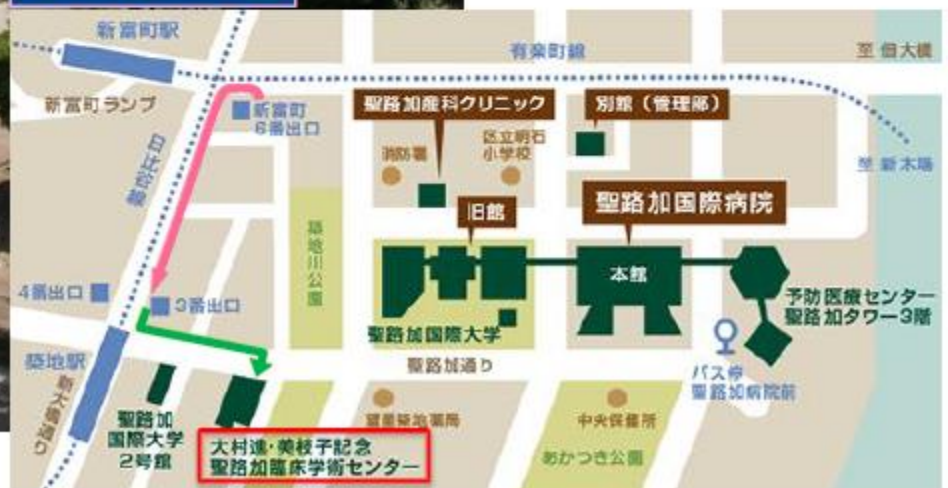 新富町駅
有楽町線
至 佃大橋
新富町ランプ
新富町
6番出口
聖路加産科クリニック
別館(管理部)
消防署
区立明石
小学校
日比谷線
至 新木場
旧館
聖路加国際病院
築地川公園
本館
4番出口
3番出口
予防医療センター
聖路加タワー3階
聖路加国際大学
築地駅
聖路加通り
バス停
聖路加病院前
新大橋通り
聖路加
国際大学
2号館
大村進・美枝子記念
聖路加臨床学術センター
望星築地薬局
中央保健所
あかつき公園